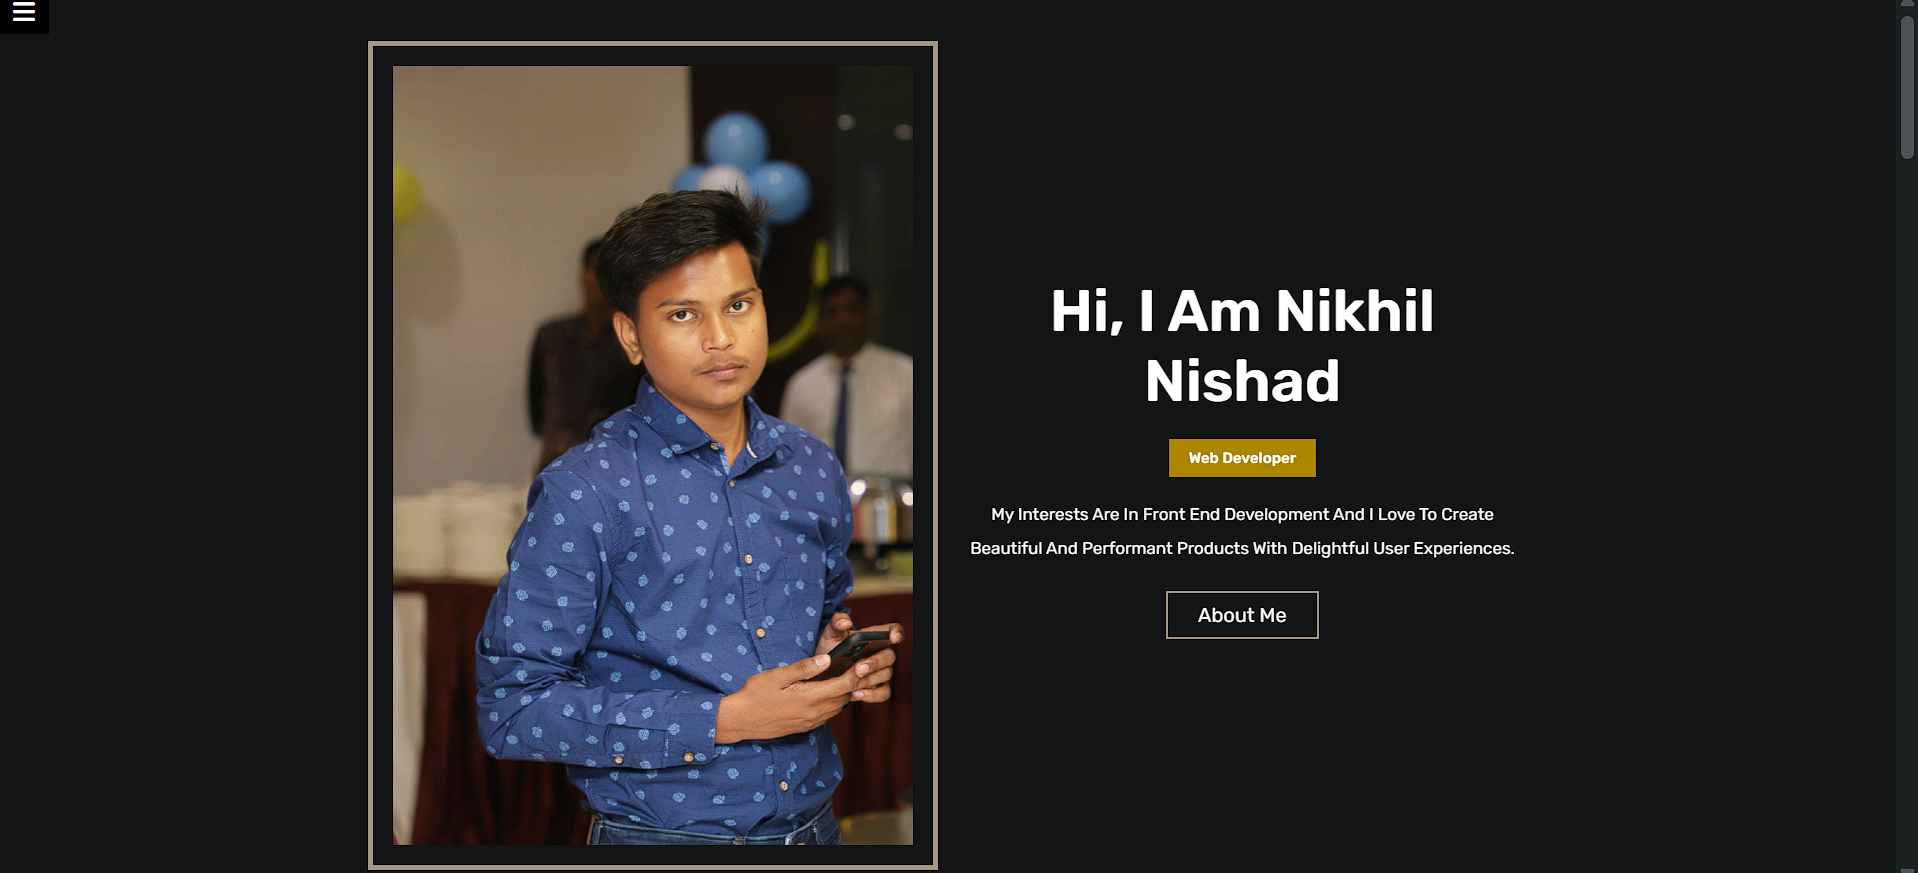 Hi, I Am Nikhil
Nishad
Web Developer
My Interests Are In Front End Development And I Love To Create
Beautiful And Performant Products With Delightful User Experiences.
About Me